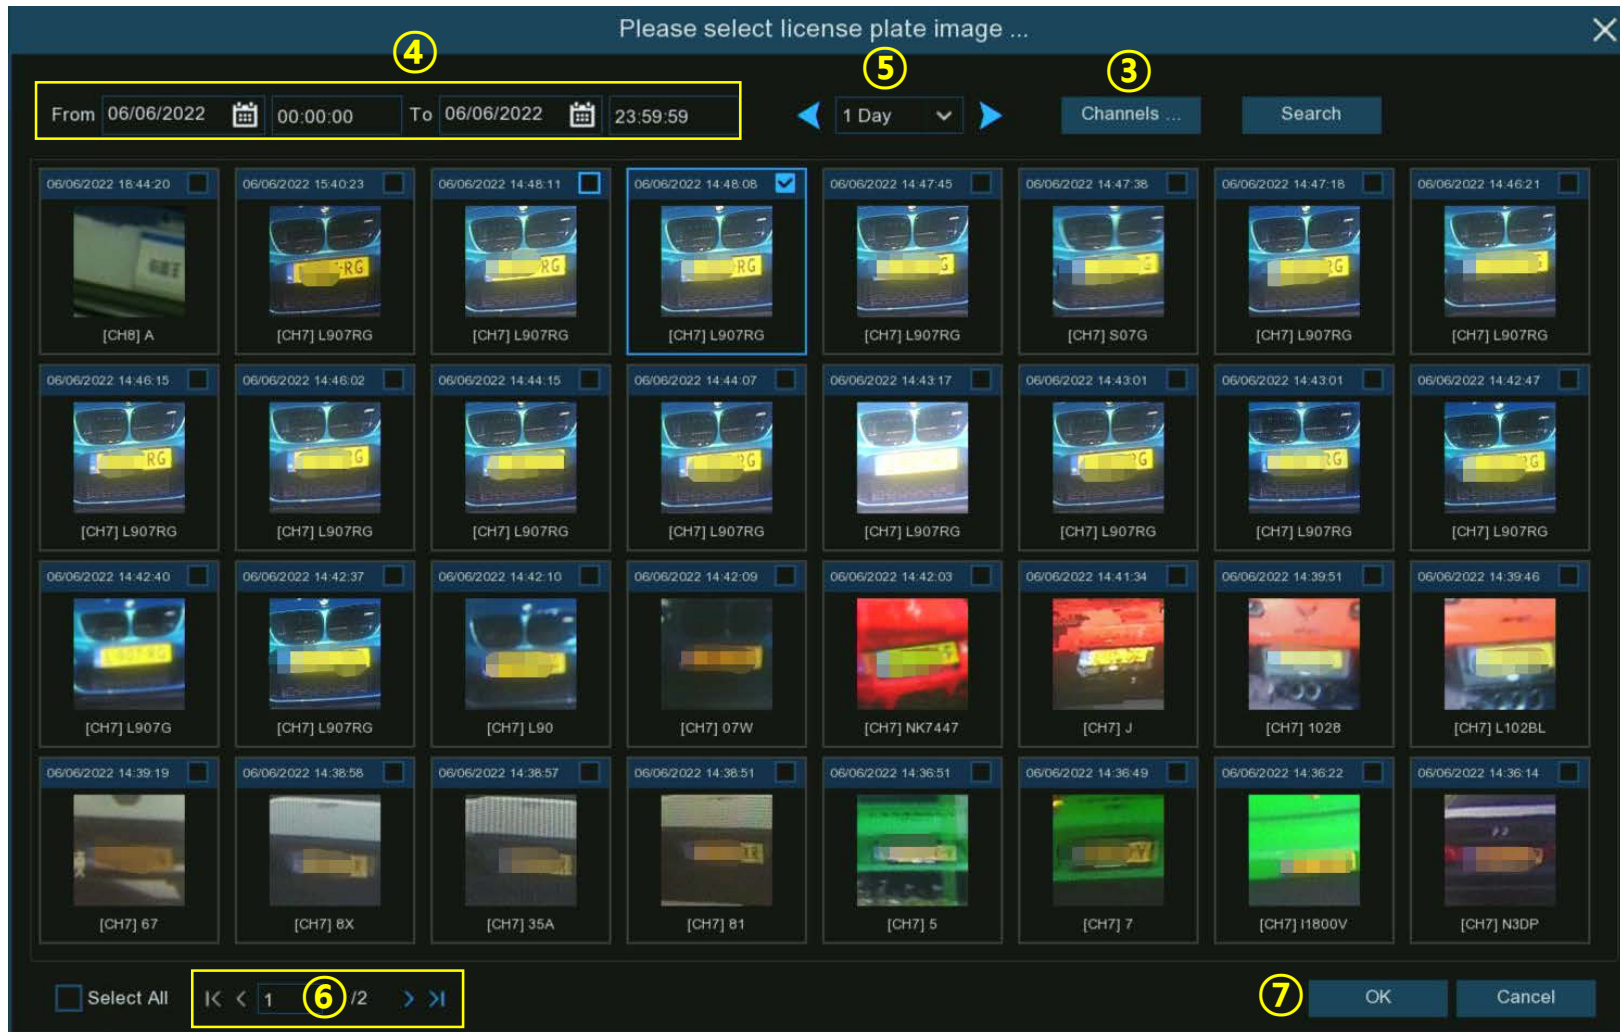 Please select license plate image ...
④ ⑤ ③
From 06/06/2022 00:00:00 To 06/06/2022 23:59:59 1 Day Channels ... Search
06/06/2022 18:44:20 06/06/2022 15:40:23 06/06/2022 14:48:11 06/06/2022 14:48:08 06/06/2022 14:47:45 06/06/2022 14:47:38 06/06/2022 14:47:18 06/06/2022 14:46:21
RG RG RG G G RG G
[CH8] A [CH7] L907RG [CH7] L907RG [CH7] L907RG [CH7] L907RG [CH7] S07G [CH7] L907RG [CH7] L907RG
06/06/2022 14:46:15 06/06/2022 14:46:02 06/06/2022 14:44:15 06/06/2022 14:44:07 06/06/2022 14:43:17 06/06/2022 14:43:01 06/06/2022 14:43:01 06/06/2022 14:42:47
RG G G G G G
[CH7] L907RG [CH7] L907RG [CH7] L907RG [CH7] L907RG [CH7] L907RG [CH7] L907RG [CH7] L907RG [CH7] L907RG
06/06/2022 14:42:40 06/06/2022 14:42:37 06/06/2022 14:42:10 06/06/2022 14:42:09 06/06/2022 14:42:03 06/06/2022 14:41:34 06/06/2022 14:39:51 06/06/2022 14:39:46
[CH7] L907G [CH7] L907RG [CH7] L90 [CH7] 07W [CH7] NK7447 [CH7] J [CH7] 1028 [CH7] L102BL
06/06/2022 14:39:19 06/06/2022 14:38:58 06/06/2022 14:38:57 06/06/2022 14:38:51 06/06/2022 14:36:51 06/06/2022 14:36:49 06/06/2022 14:36:22 06/06/2022 14:36:14
[CH7] 67 [CH7] 8X [CH7] 35A [CH7] 81 [CH7] 5 [CH7] 7 [CH7] I1800V [CH7] N3DP
Select All 1 ⑥ /2 ⑦ OK Cancel